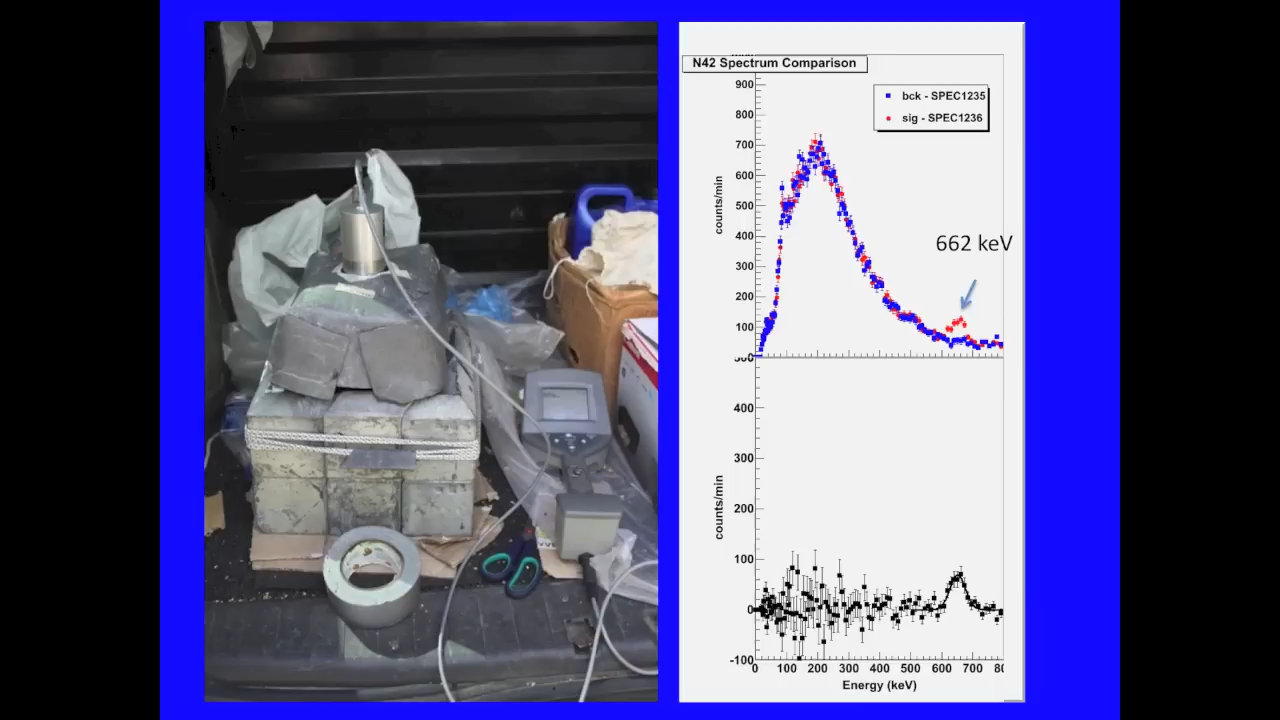 N42 Spectrum Comparison
bck - SPEC1235
sig - SPEC1236
900
800
700
600
500
400
300
200
100
counts/min
662 keV
400
300
200
100
0
-100
counts/min
0 100 200 300 400 500 600 700 80
Energy (keV)